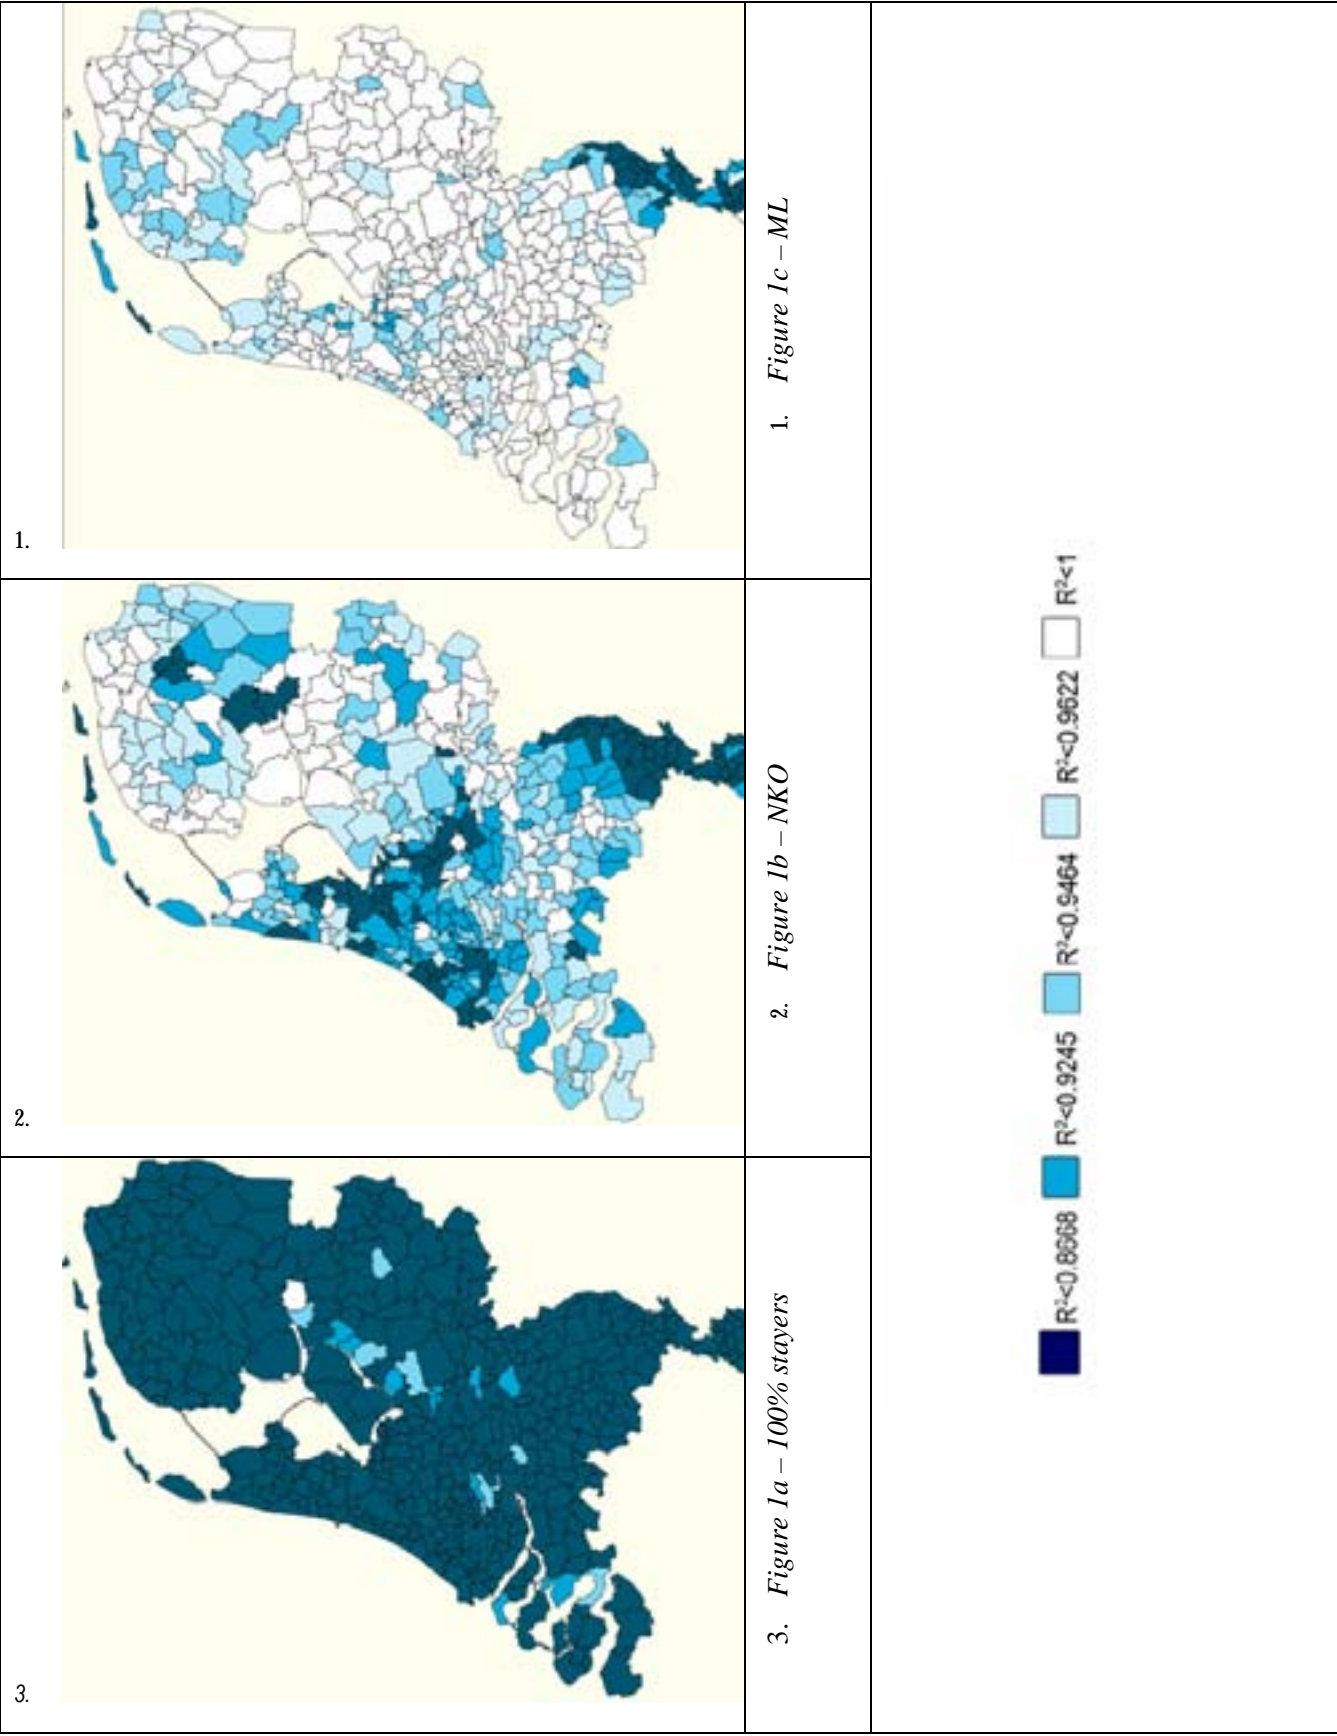 1.
1. Figure 1c – ML
2.
2. Figure 1b – NKO
3.
3. Figure 1a – 100% stayers
R²<0.8668
R²<0.9245
R²<0.9464
R²<0.9622
R²<1